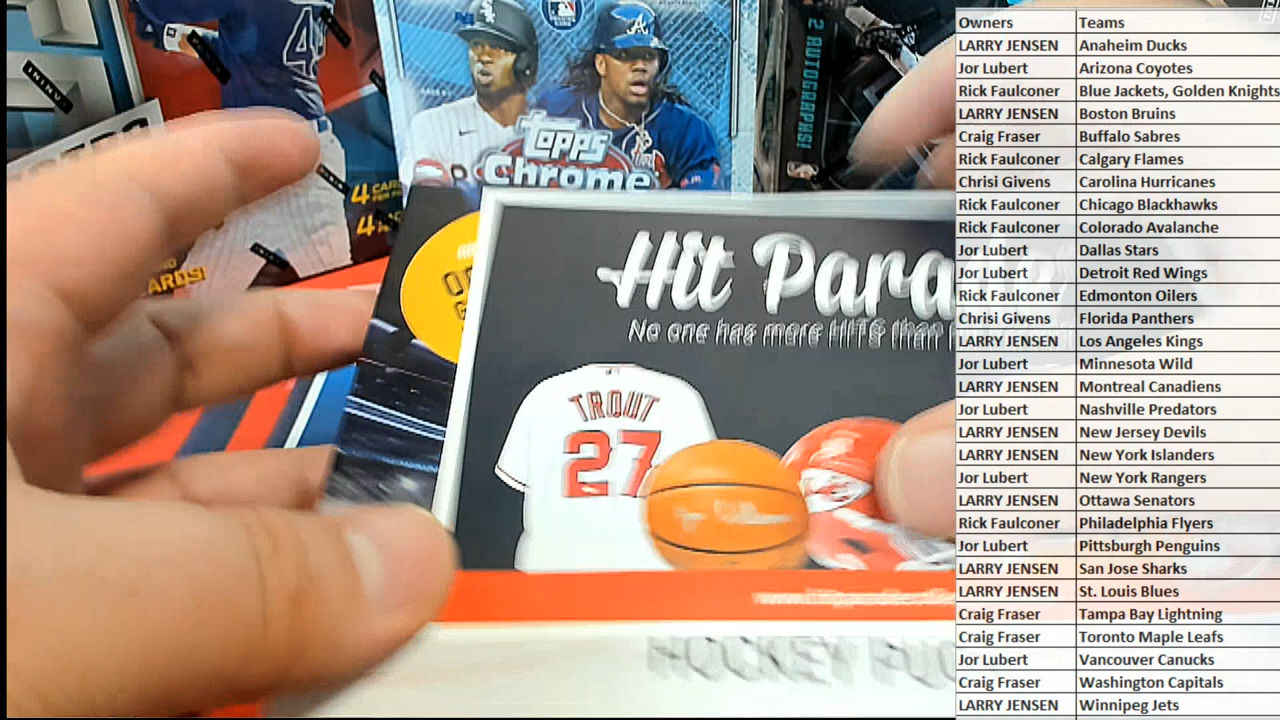 4
4 CA
4
ARDS!
topps
Chrome
2 AUTOGRAPHS!
Hit Para
No one has more HITS than
TROUT
27
HOCKEY PUC
Owners Teams
LARRY JENSEN Anaheim Ducks
Jor Lubert Arizona Coyotes
Rick Faulconer Blue Jackets, Golden Knights
LARRY JENSEN Boston Bruins
Craig Fraser Buffalo Sabres
Rick Faulconer Calgary Flames
Chrisi Givens Carolina Hurricanes
Rick Faulconer Chicago Blackhawks
Rick Faulconer Colorado Avalanche
Jor Lubert Dallas Stars
Jor Lubert Detroit Red Wings
Rick Faulconer Edmonton Oilers
Chrisi Givens Florida Panthers
LARRY JENSEN Los Angeles Kings
Jor Lubert Minnesota Wild
LARRY JENSEN Montreal Canadiens
Jor Lubert Nashville Predators
LARRY JENSEN New Jersey Devils
LARRY JENSEN New York Islanders
Jor Lubert New York Rangers
LARRY JENSEN Ottawa Senators
Rick Faulconer Philadelphia Flyers
Jor Lubert Pittsburgh Penguins
LARRY JENSEN San Jose Sharks
LARRY JENSEN St. Louis Blues
Craig Fraser Tampa Bay Lightning
Craig Fraser Toronto Maple Leafs
Jor Lubert Vancouver Canucks
Craig Fraser Washington Capitals
LARRY JENSEN Winnipeg Jets